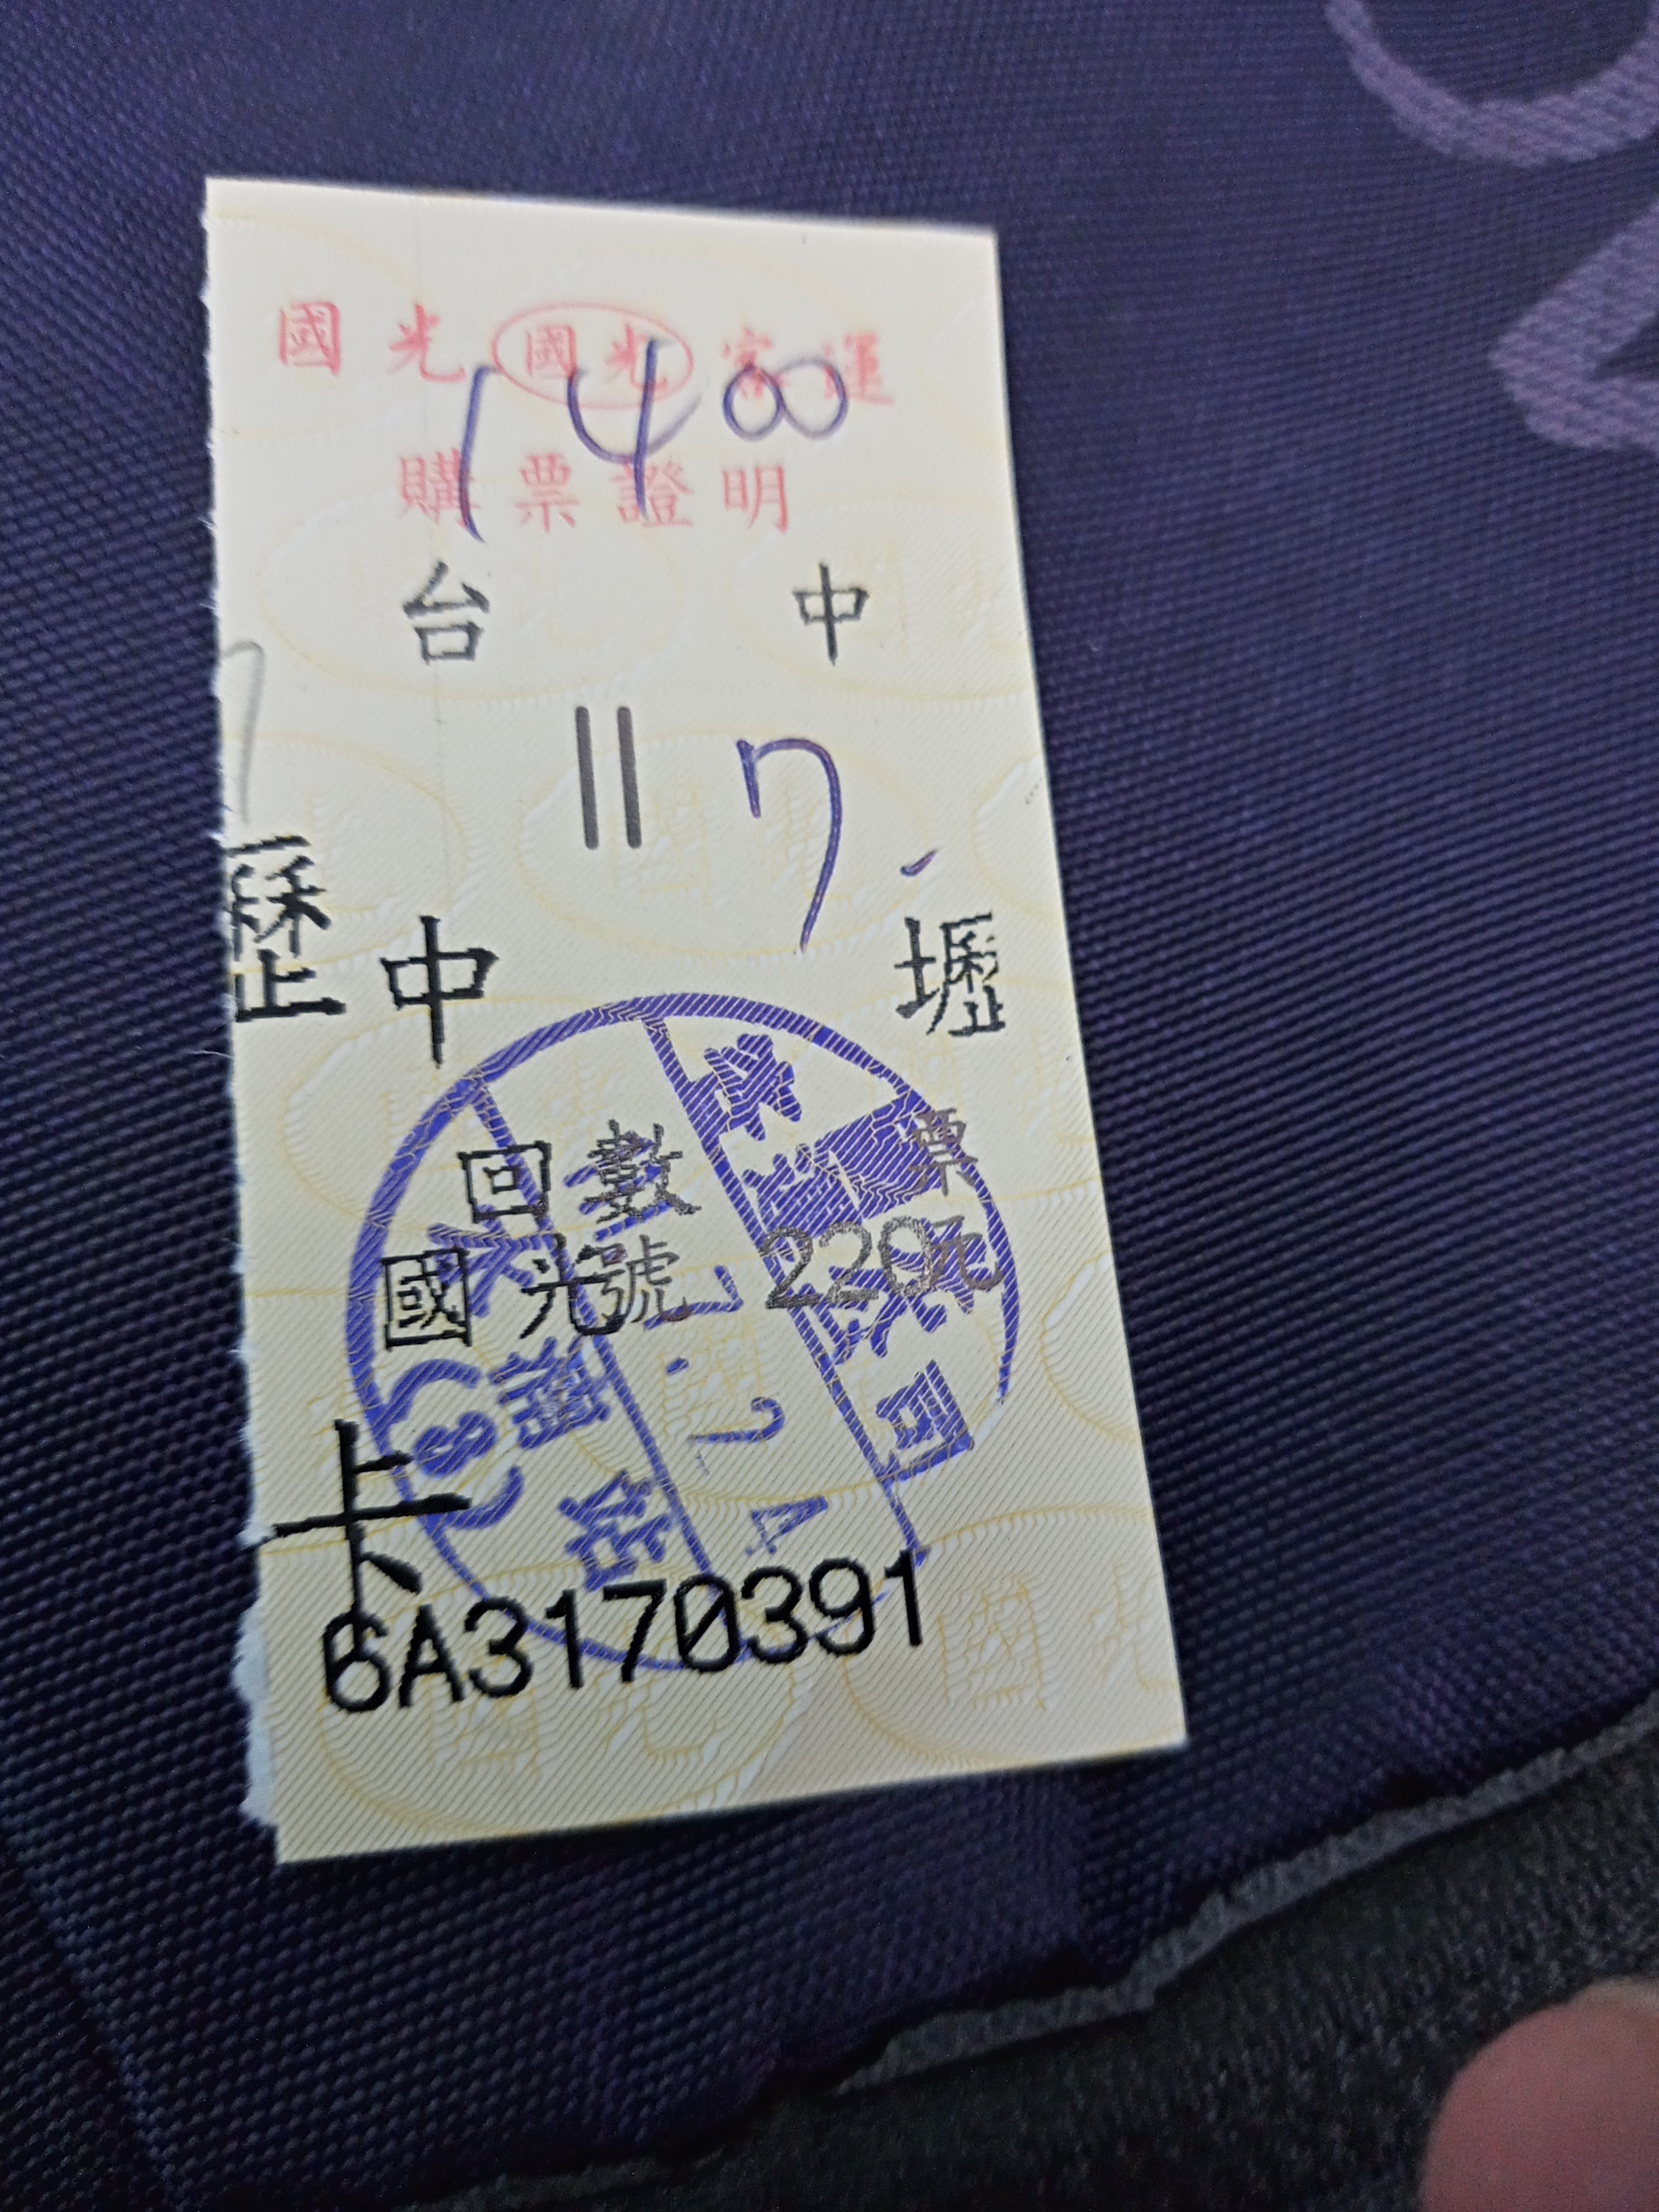 國光 國光 客運
1400
購票證明
台中
||
7
歷
中壢
回數票
國光號 220元
卡
6A3170391